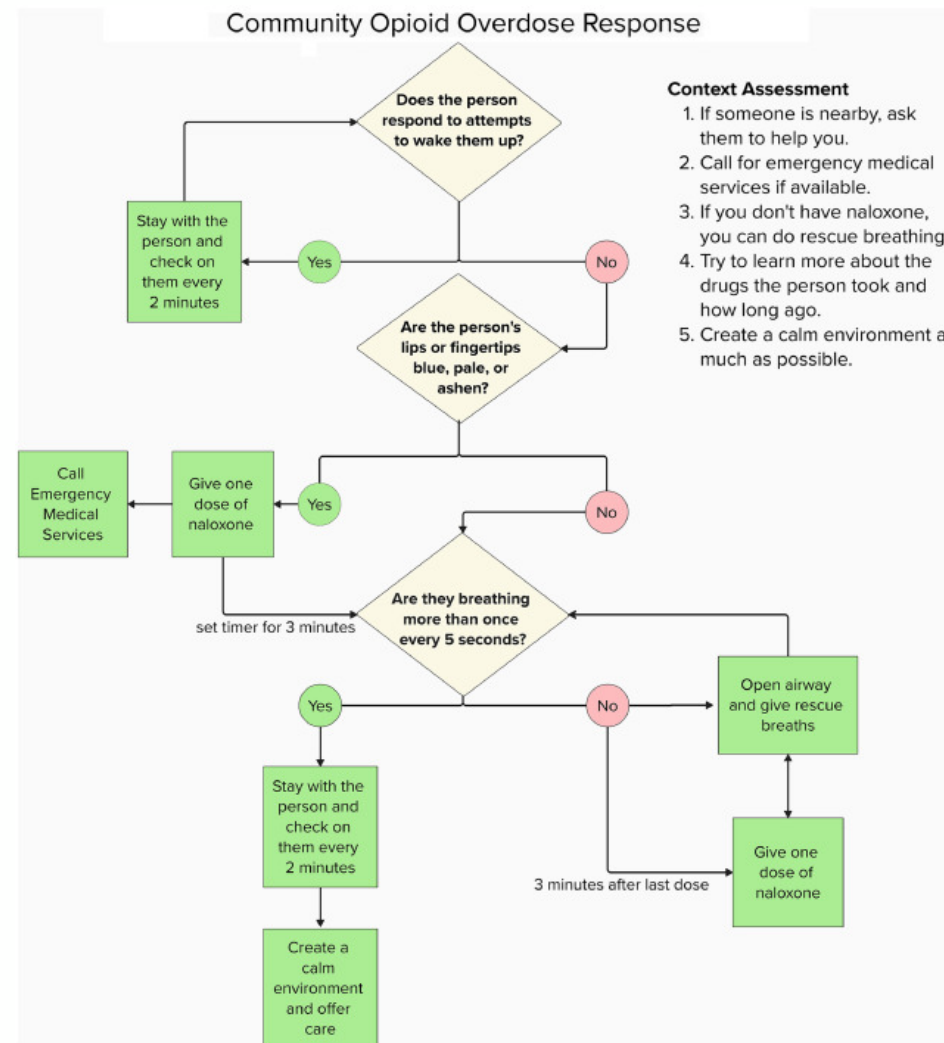 Community Opioid Overdose Response
Does the person
respond to attempts
to wake them up?
Context Assessment
1. If someone is nearby, ask
them to help you.
2. Call for emergency medical
services if available.
3. If you don't have naloxone,
you can do rescue breathing
4. Try to learn more about the
drugs the person took and
how long ago.
5. Create a calm environment a
much as possible.
Stay with the
person and
check on
them every
2 minutes
Yes
No
Are the person's
lips or fingertips
blue, pale, or
ashen?
Call
Emergency
Medical
Services
Give one
dose of
naloxone
Yes
No
set timer for 3 minutes
Are they breathing
more than once
every 5 seconds?
Yes
No
Open airway
and give rescue
breaths
Stay with the
person and
check on
them every
2 minutes
3 minutes after last dose
Give one
dose of
naloxone
Create a
calm
environment
and offer
care